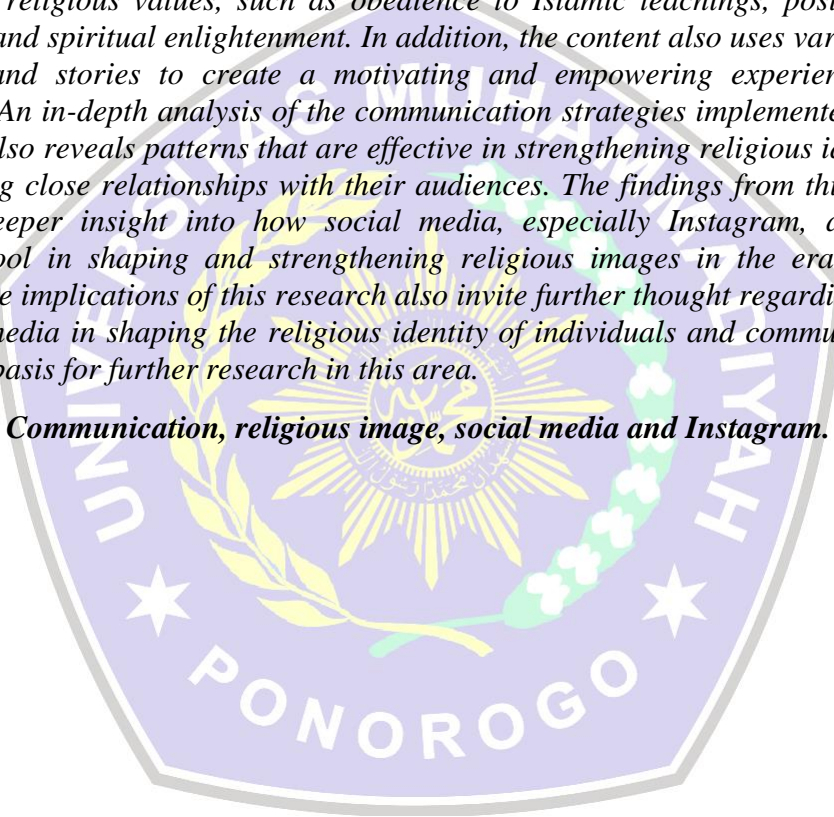 religious values, such as obedience to Islamic teachings, posi
and spiritual enlightenment. In addition, the content also uses var
und stories to create a motivating and empowering experien
An in-depth analysis of the communication strategies implemente
lso reveals patterns that are effective in strengthening religious i
g close relationships with their audiences. The findings from thi
eeper insight into how social media, especially Instagram, a
ool in shaping and strengthening religious images in the era
e implications of this research also invite further thought regardi
nedia in shaping the religious identity of individuals and commu
basis for further research in this area.
Communication, religious image, social media and Instagram.
UNIVERSITAS MUHAMMADIYAH
PONOROGO